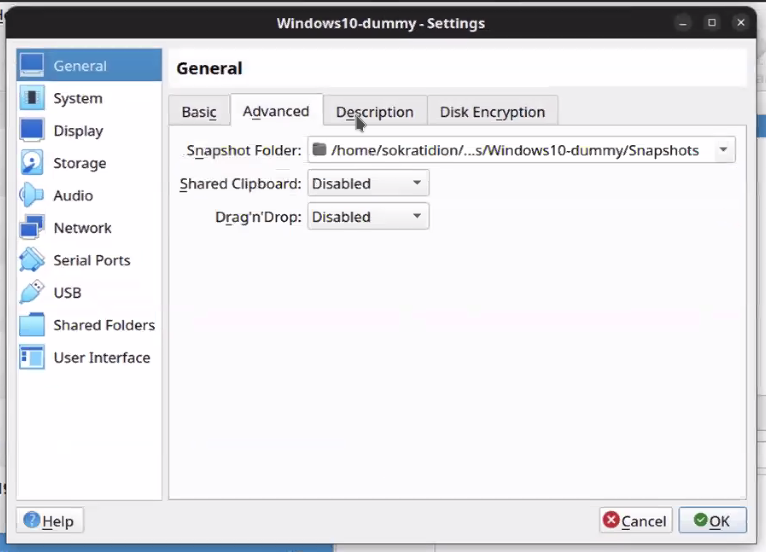 Windows10-dummy - Settings
General
System
Display
Storage
Audio
Network
Serial Ports
USB
Shared Folders
User Interface
General
Basic Advanced Description Disk Encryption
Snapshot Folder: /home/sokratidion/...s/Windows10-dummy/Snapshots
Shared Clipboard: Disabled
Drag'n'Drop: Disabled
Help Cancel OK